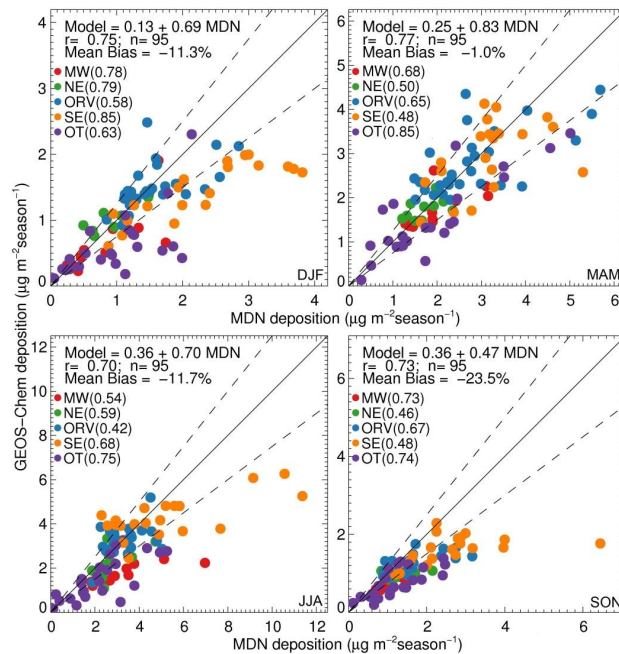 Model = 0.13 + 0.69 MDN
r= 0.75; n= 95
Mean Bias = −11.3%
MW(0.78)
NE(0.79)
ORV(0.58)
SE(0.85)
OT(0.63)
4
3
2
1
0
0 1 2 3 4
DJF
MDN deposition (µg m⁻²season⁻¹)
GEOS−Chem deposition (µg m⁻²season⁻¹)
Model = 0.25 + 0.83 MDN
r= 0.77; n= 95
Mean Bias = −1.0%
MW(0.68)
NE(0.50)
ORV(0.65)
SE(0.48)
OT(0.85)
6
5
4
3
2
1
0
0 1 2 3 4 5 6
MAM
MDN deposition (µg m⁻²season⁻¹)
Model = 0.36 + 0.70 MDN
r= 0.70; n= 95
Mean Bias = −11.7%
MW(0.54)
NE(0.59)
ORV(0.42)
SE(0.68)
OT(0.75)
12
10
8
6
4
2
0
0 2 4 6 8 10 12
JJA
MDN deposition (µg m⁻²season⁻¹)
GEOS−Chem deposition (µg m⁻²season⁻¹)
Model = 0.36 + 0.47 MDN
r= 0.73; n= 95
Mean Bias = −23.5%
MW(0.73)
NE(0.46)
ORV(0.67)
SE(0.48)
OT(0.74)
6
4
2
0
0 2 4 6
SON
MDN deposition (µg m⁻²season⁻¹)